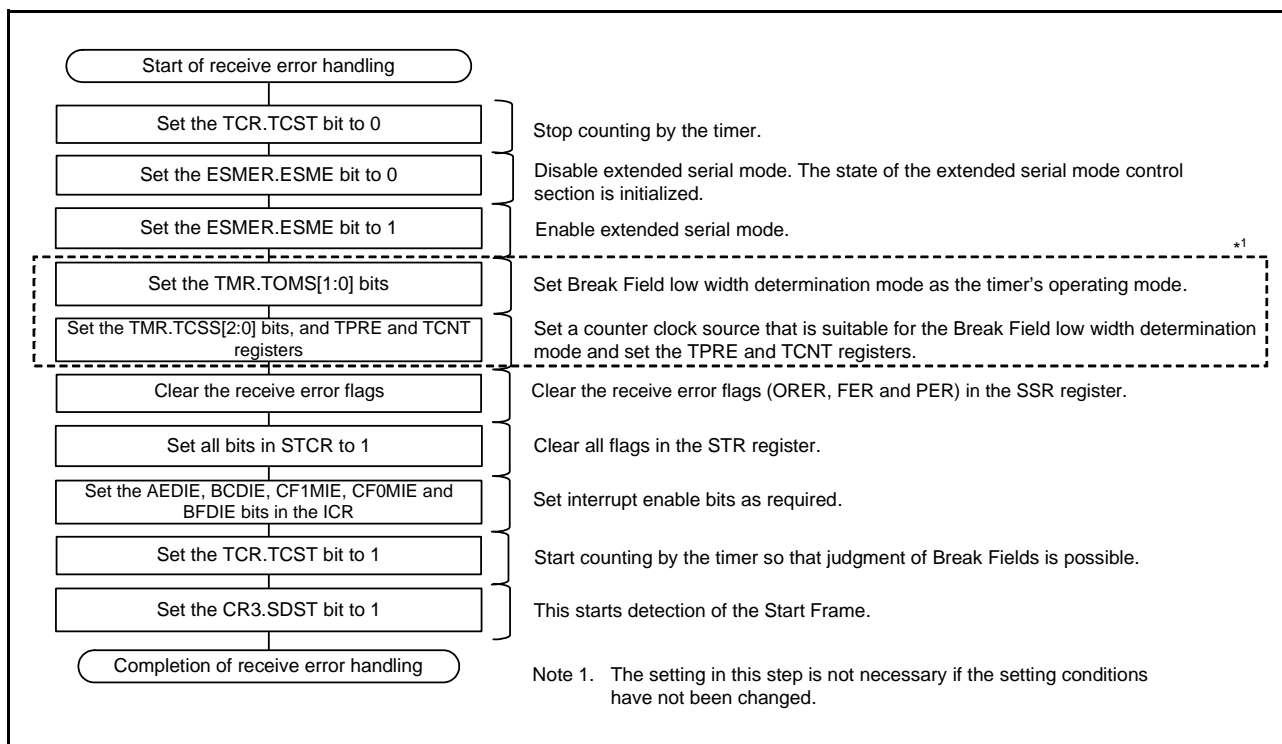 Start of receive error handling
Set the TCR.TCST bit to 0
Stop counting by the timer.
Set the ESMER.ESME bit to 0
Disable extended serial mode. The state of the extended serial mode control
section is initialized.
Set the ESMER.ESME bit to 1
Enable extended serial mode.
*1
Set the TMR.TOMS[1:0] bits
Set Break Field low width determination mode as the timer's operating mode.
Set the TMR.TCSS[2:0] bits, and TPRE and TCNT
registers
Set a counter clock source that is suitable for the Break Field low width determination
mode and set the TPRE and TCNT registers.
Clear the receive error flags
Clear the receive error flags (ORER, FER and PER) in the SSR register.
Set all bits in STCR to 1
Clear all flags in the STR register.
Set the AEDIE, BCDIE, CF1MIE, CF0MIE and
BFDIE bits in the ICR
Set interrupt enable bits as required.
Set the TCR.TCST bit to 1
Start counting by the timer so that judgment of Break Fields is possible.
Set the CR3.SDST bit to 1
This starts detection of the Start Frame.
Completion of receive error handling
Note 1. The setting in this step is not necessary if the setting conditions
have not been changed.